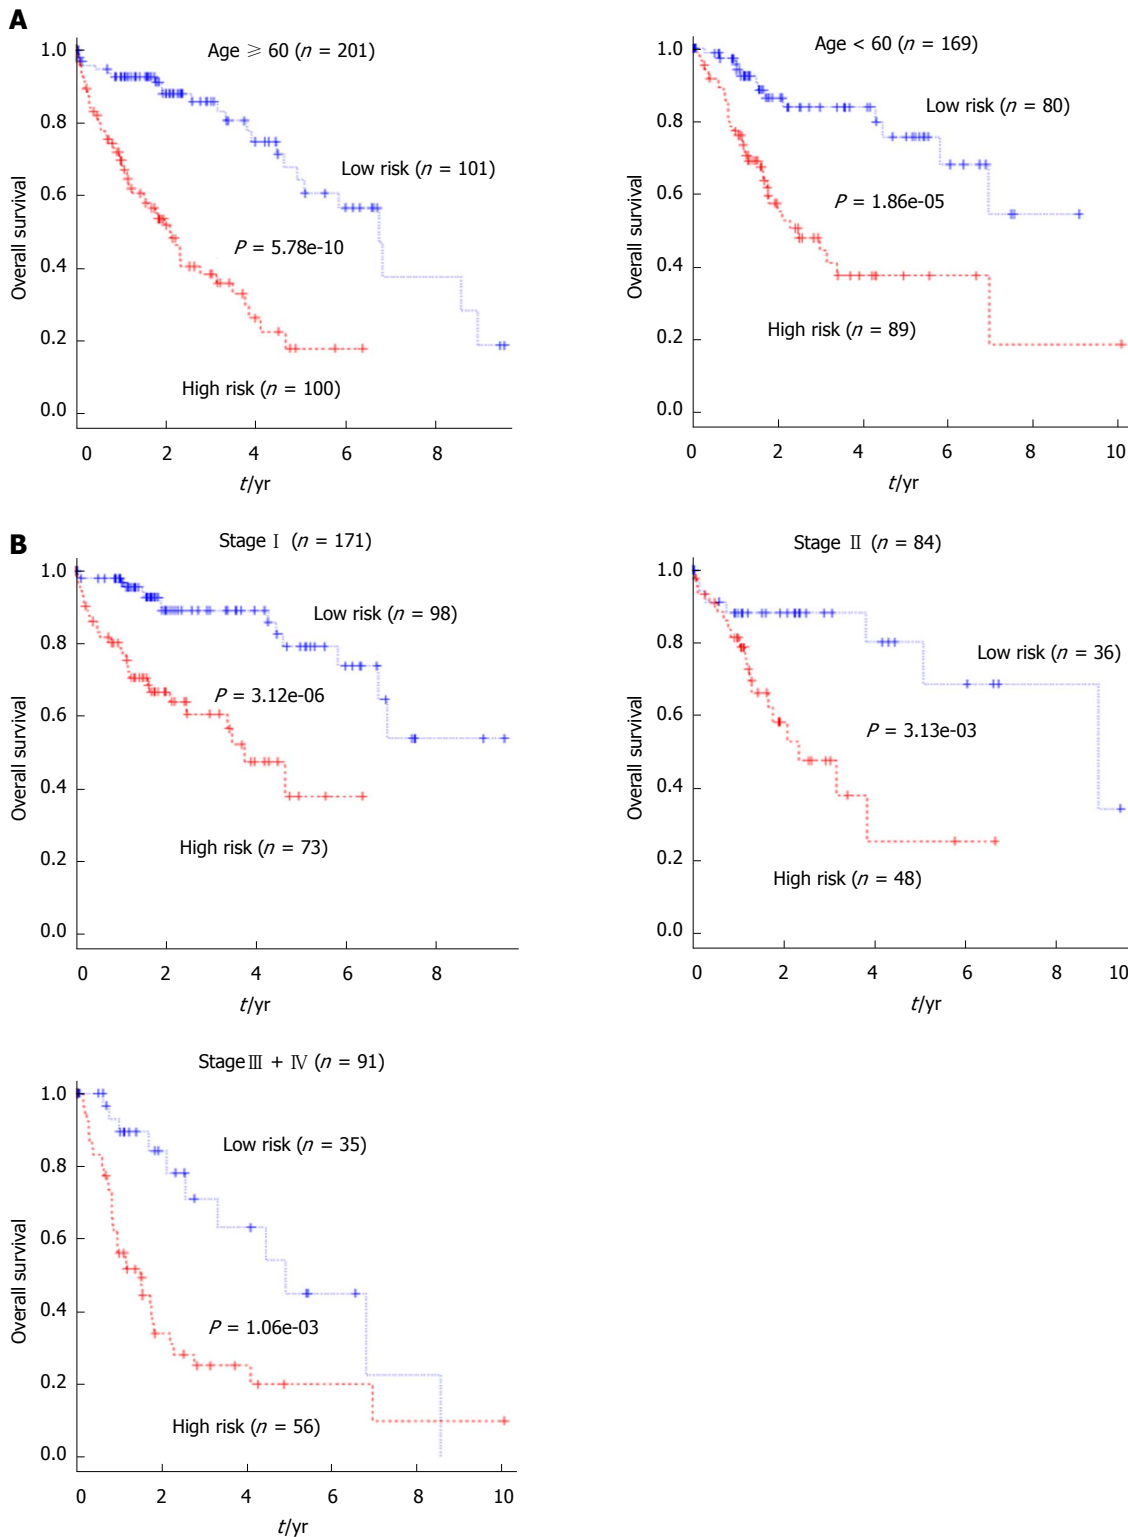 A
Age ⩾ 60 (n = 201)
1.0
0.8
0.6
0.4
0.2
0.0
Overall survival
Low risk (n = 101)
P = 5.78e-10
High risk (n = 100)
0 2 4 6 8
t/yr
Age < 60 (n = 169)
1.0
0.8
0.6
0.4
0.2
0.0
Overall survival
Low risk (n = 80)
P = 1.86e-05
High risk (n = 89)
0 2 4 6 8 10
t/yr
B
Stage Ⅰ (n = 171)
1.0
0.8
0.6
0.4
0.2
0.0
Overall survival
Low risk (n = 98)
P = 3.12e-06
High risk (n = 73)
0 2 4 6 8
t/yr
Stage Ⅱ (n = 84)
1.0
0.8
0.6
0.4
0.2
0.0
Overall survival
Low risk (n = 36)
P = 3.13e-03
High risk (n = 48)
0 2 4 6 8 10
t/yr
Stage Ⅲ + Ⅳ (n = 91)
1.0
0.8
0.6
0.4
0.2
0.0
Overall survival
Low risk (n = 35)
P = 1.06e-03
High risk (n = 56)
0 2 4 6 8 10
t/yr